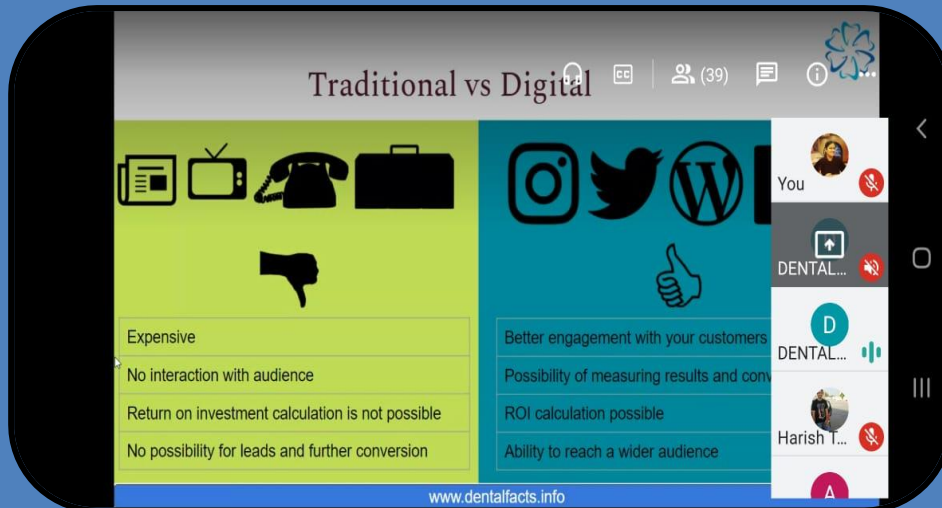 Traditional vs Digital
CC
(39)
You
DENTAL...
DENTAL...
D
Harish T...
A
Expensive
No interaction with audience
Return on investment calculation is not possible
No possibility for leads and further conversion
Better engagement with your customers
Possibility of measuring results and conv
ROI calculation possible
Ability to reach a wider audience
www.dentalfacts.info